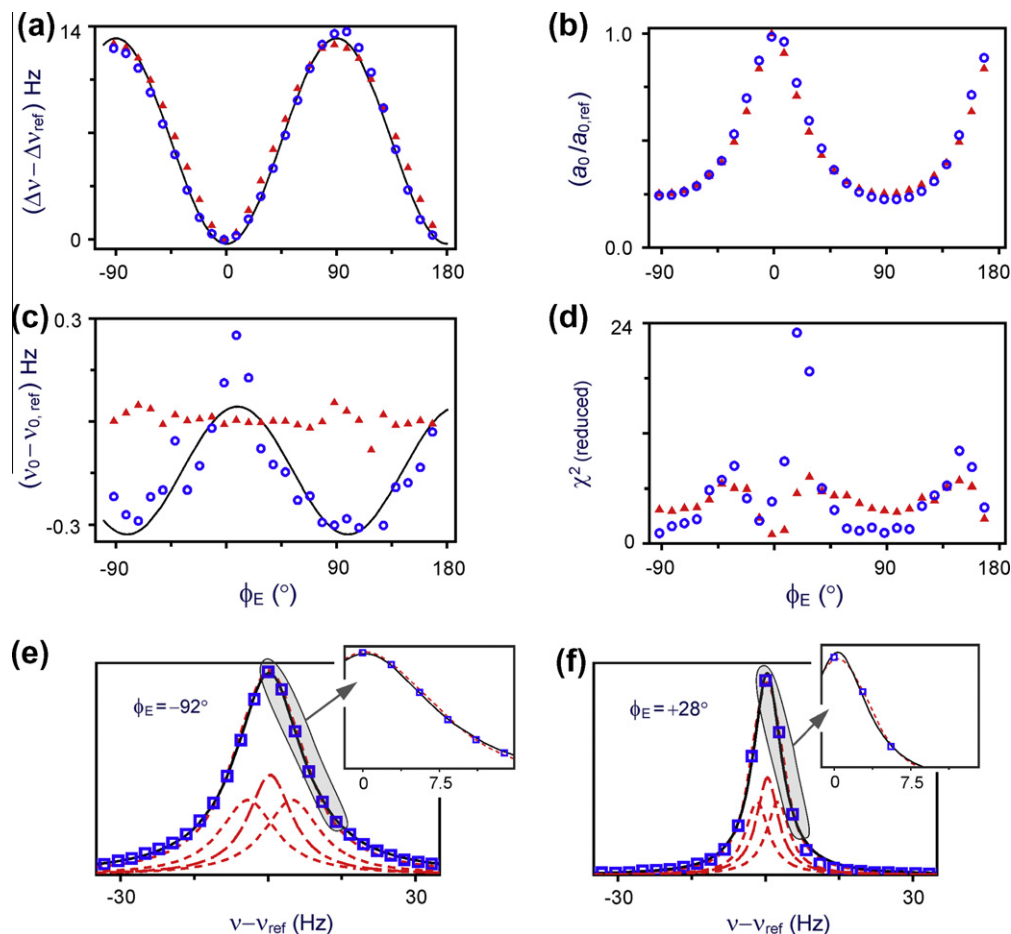 (a)
14
0
(Δν−Δν_ref) Hz
-90 0 90 180
(b)
1.0
0.0
(a_0/a_0,ref)
-90 0 90 180
(c)
0.3
-0.3
(ν_0−ν_0, ref) Hz
-90 0 90 180
ϕ_E (°)
(d)
24
0
χ² (reduced)
-90 0 90 180
ϕ_E (°)
(e)
ϕ_E=−92°
0 7.5
-30 30
ν−ν_ref (Hz)
(f)
ϕ_E=+28°
0 7.5
-30 30
ν−ν_ref (Hz)